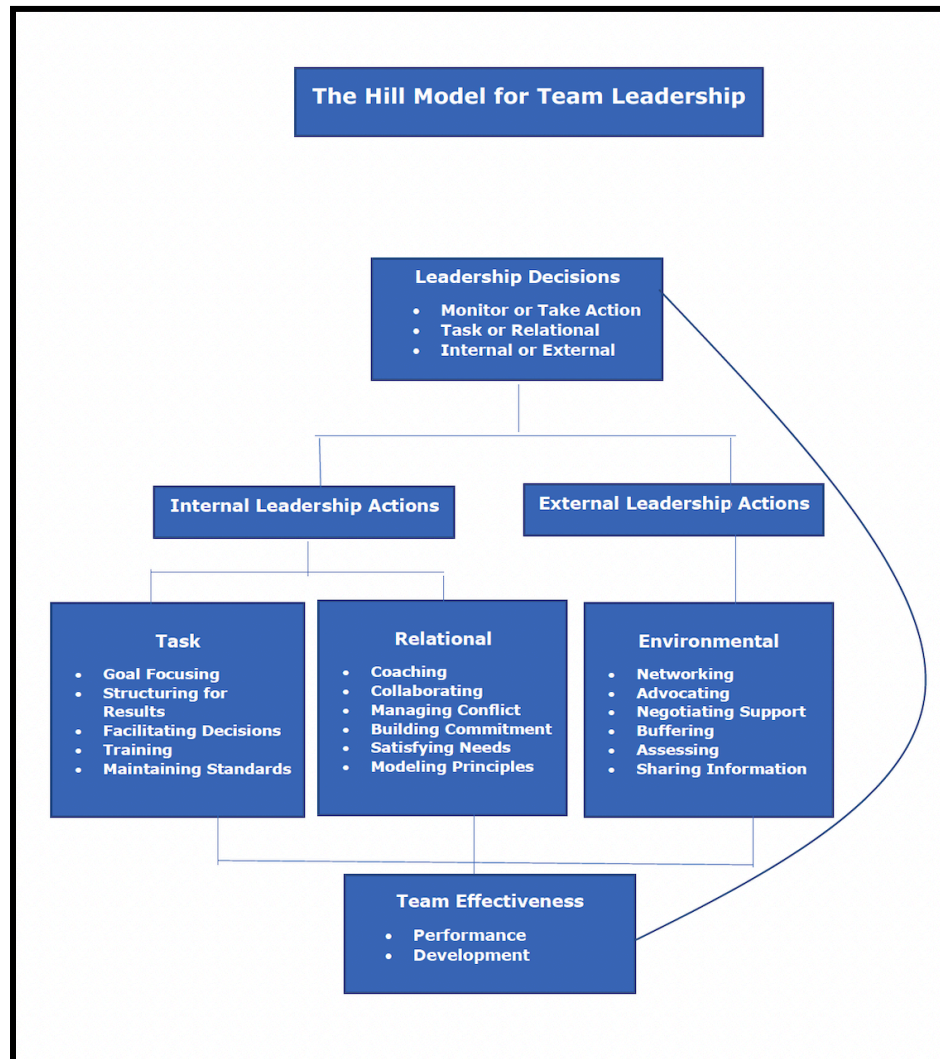 The Hill Model for Team Leadership
Leadership Decisions
• Monitor or Take Action
• Task or Relational
• Internal or External
Internal Leadership Actions
External Leadership Actions
Task
• Goal Focusing
• Structuring for
Results
• Facilitating Decisions
• Training
• Maintaining Standards
Relational
• Coaching
• Collaborating
• Managing Conflict
• Building Commitment
• Satisfying Needs
• Modeling Principles
Environmental
• Networking
• Advocating
• Negotiating Support
• Buffering
• Assessing
• Sharing Information
Team Effectiveness
• Performance
• Development